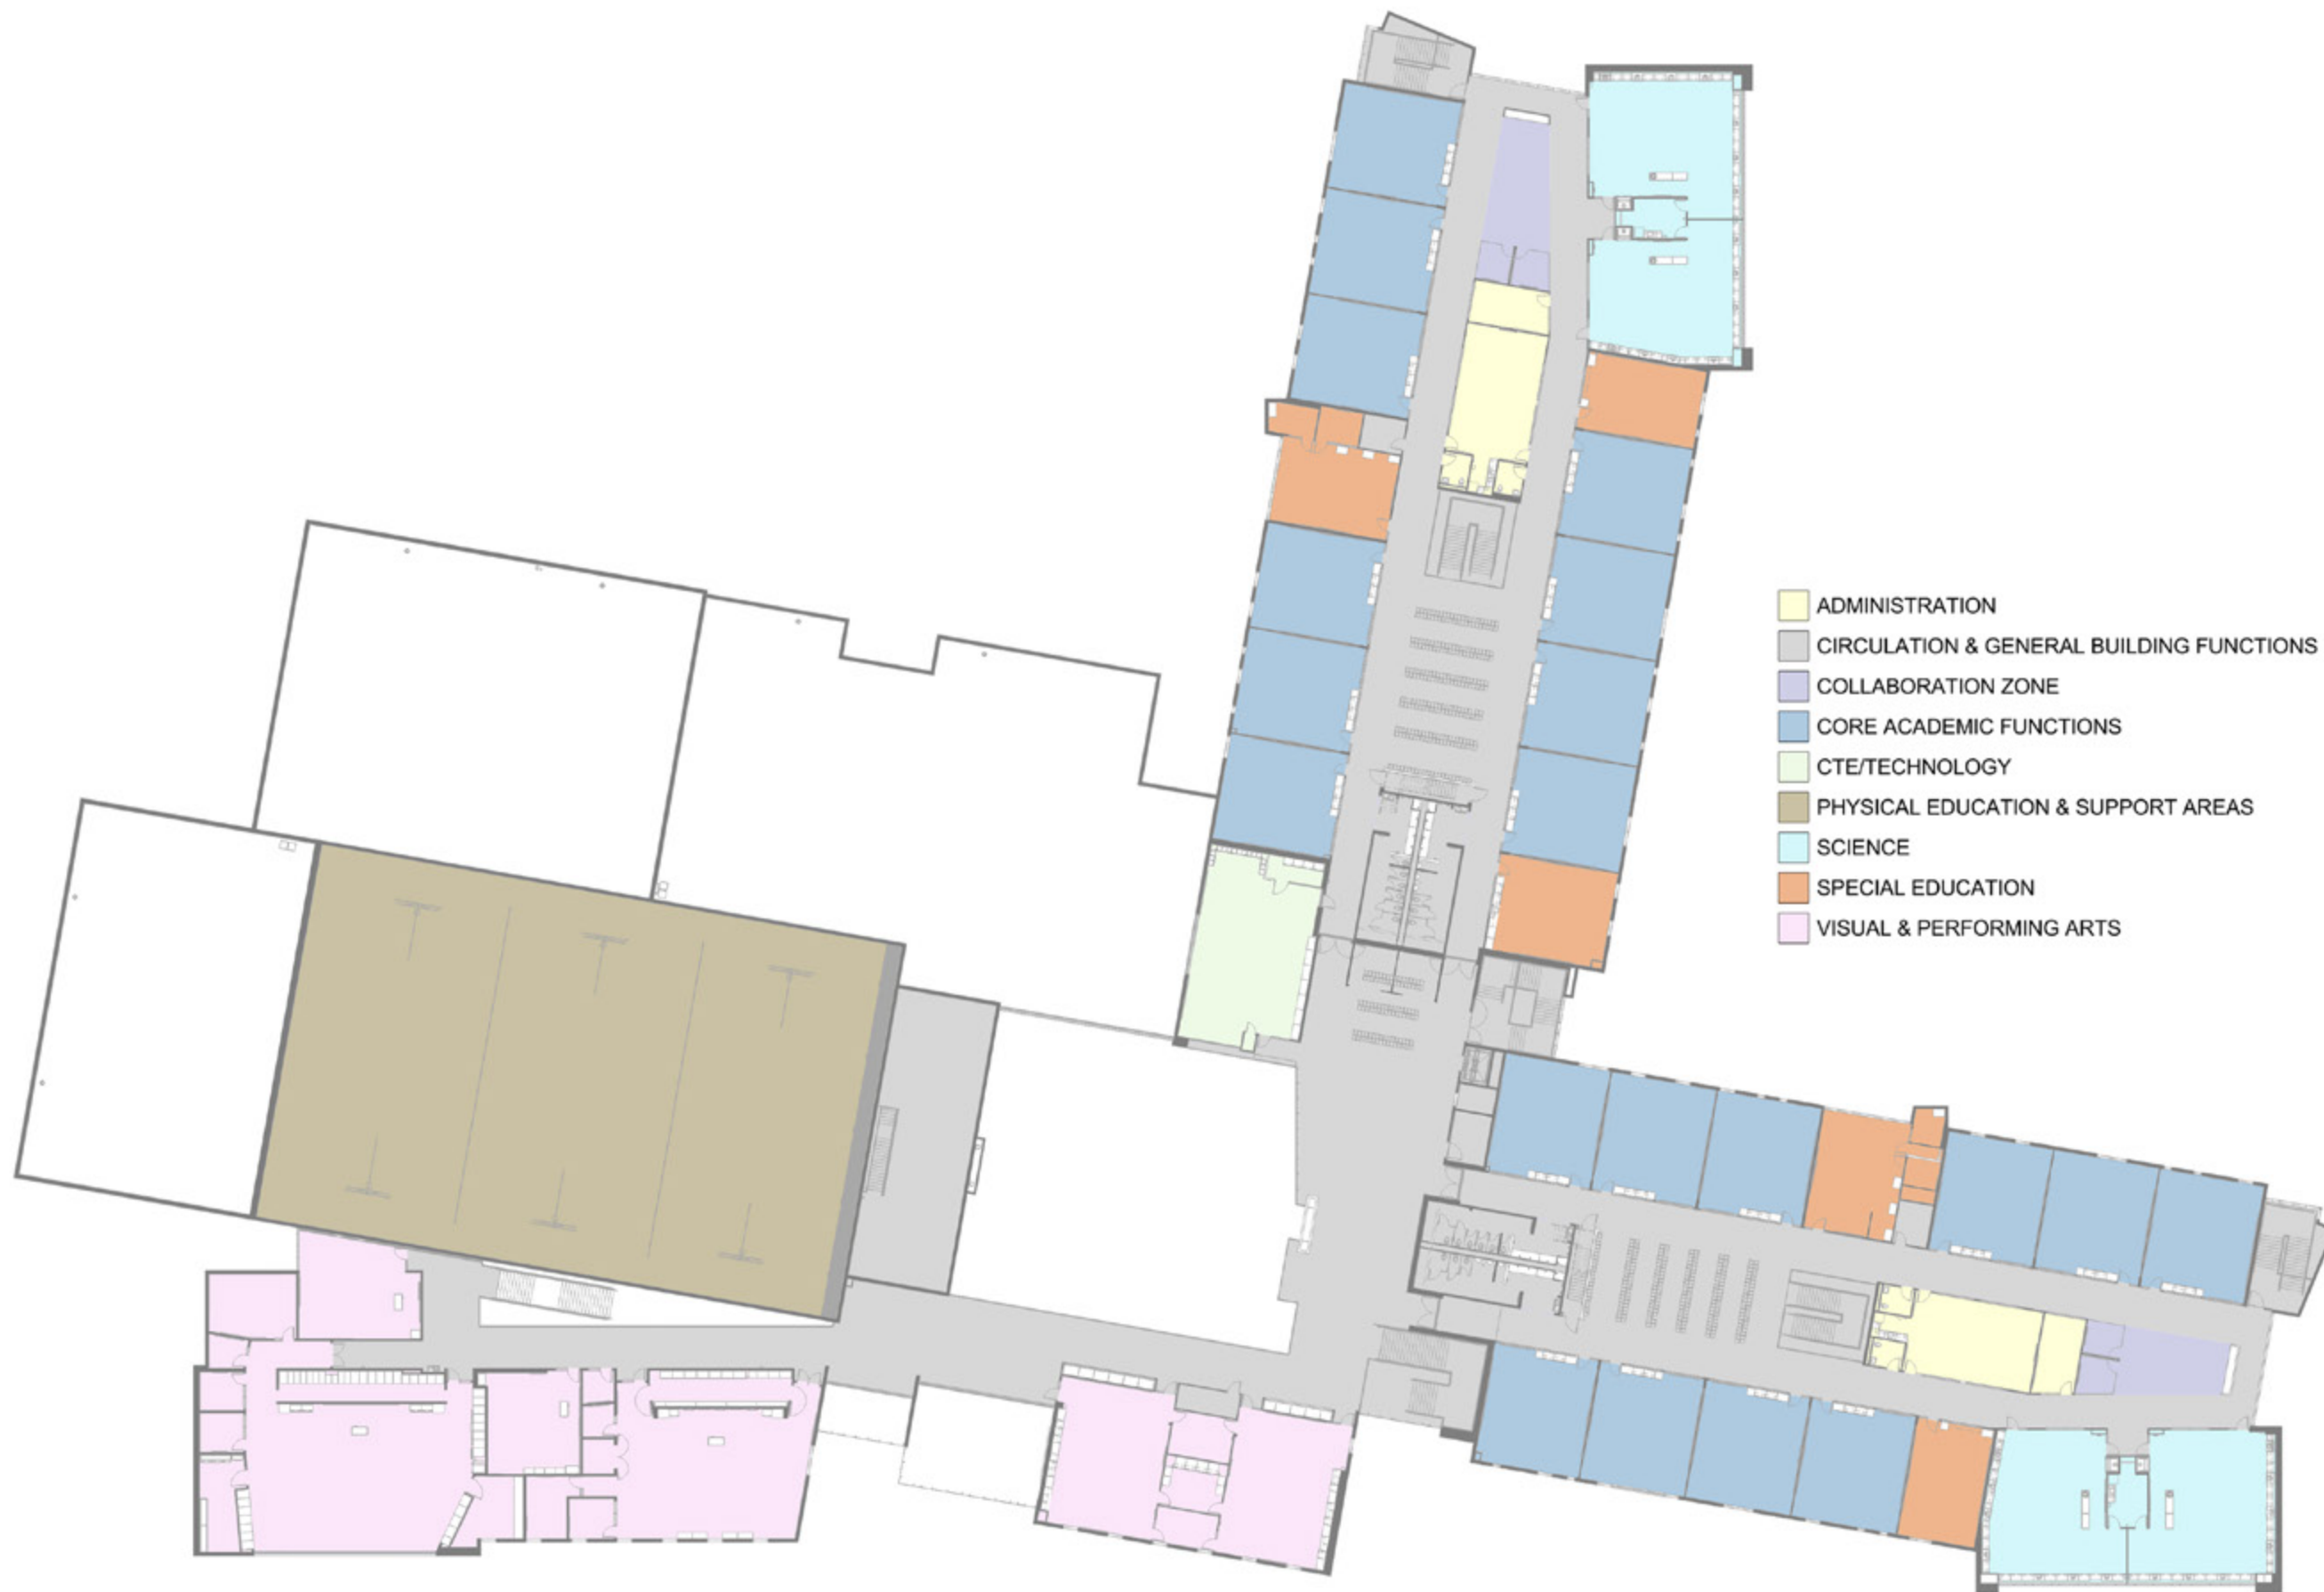 ADMINISTRATION
CIRCULATION & GENERAL BUILDING FUNCTIONS
COLLABORATION ZONE
CORE ACADEMIC FUNCTIONS
CTE/TECHNOLOGY
PHYSICAL EDUCATION & SUPPORT AREAS
SCIENCE
SPECIAL EDUCATION
VISUAL & PERFORMING ARTS